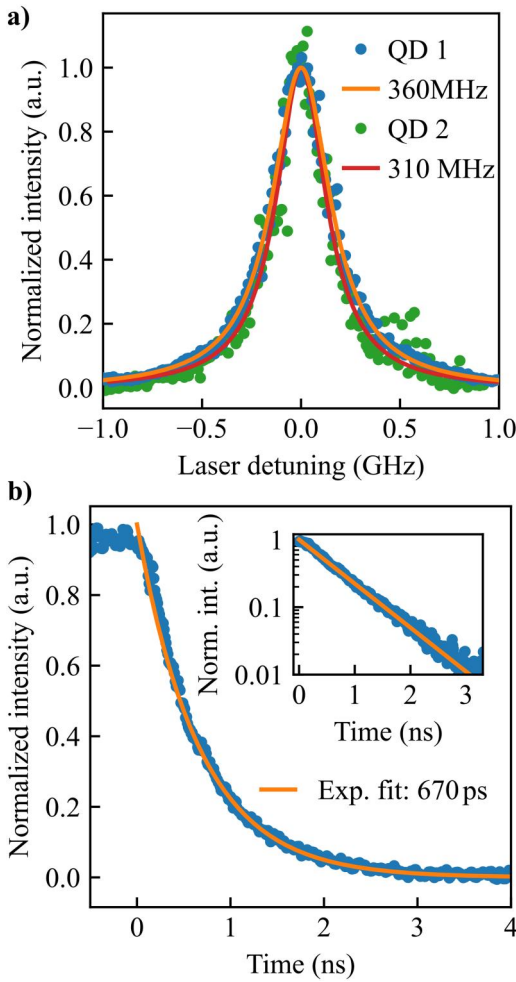 a)
Normalized intensity (a.u.)
1.0
0.8
0.6
0.4
0.2
0.0
QD 1
360MHz
QD 2
310 MHz
−1.0 −0.5 0.0 0.5 1.0
Laser detuning (GHz)
b)
Normalized intensity (a.u.)
1.0
0.8
0.6
0.4
0.2
0.0
Norm. int. (a.u.)
1
0.1
0.01
0 1 2 3
Time (ns)
Exp. fit: 670 ps
0 1 2 3 4
Time (ns)